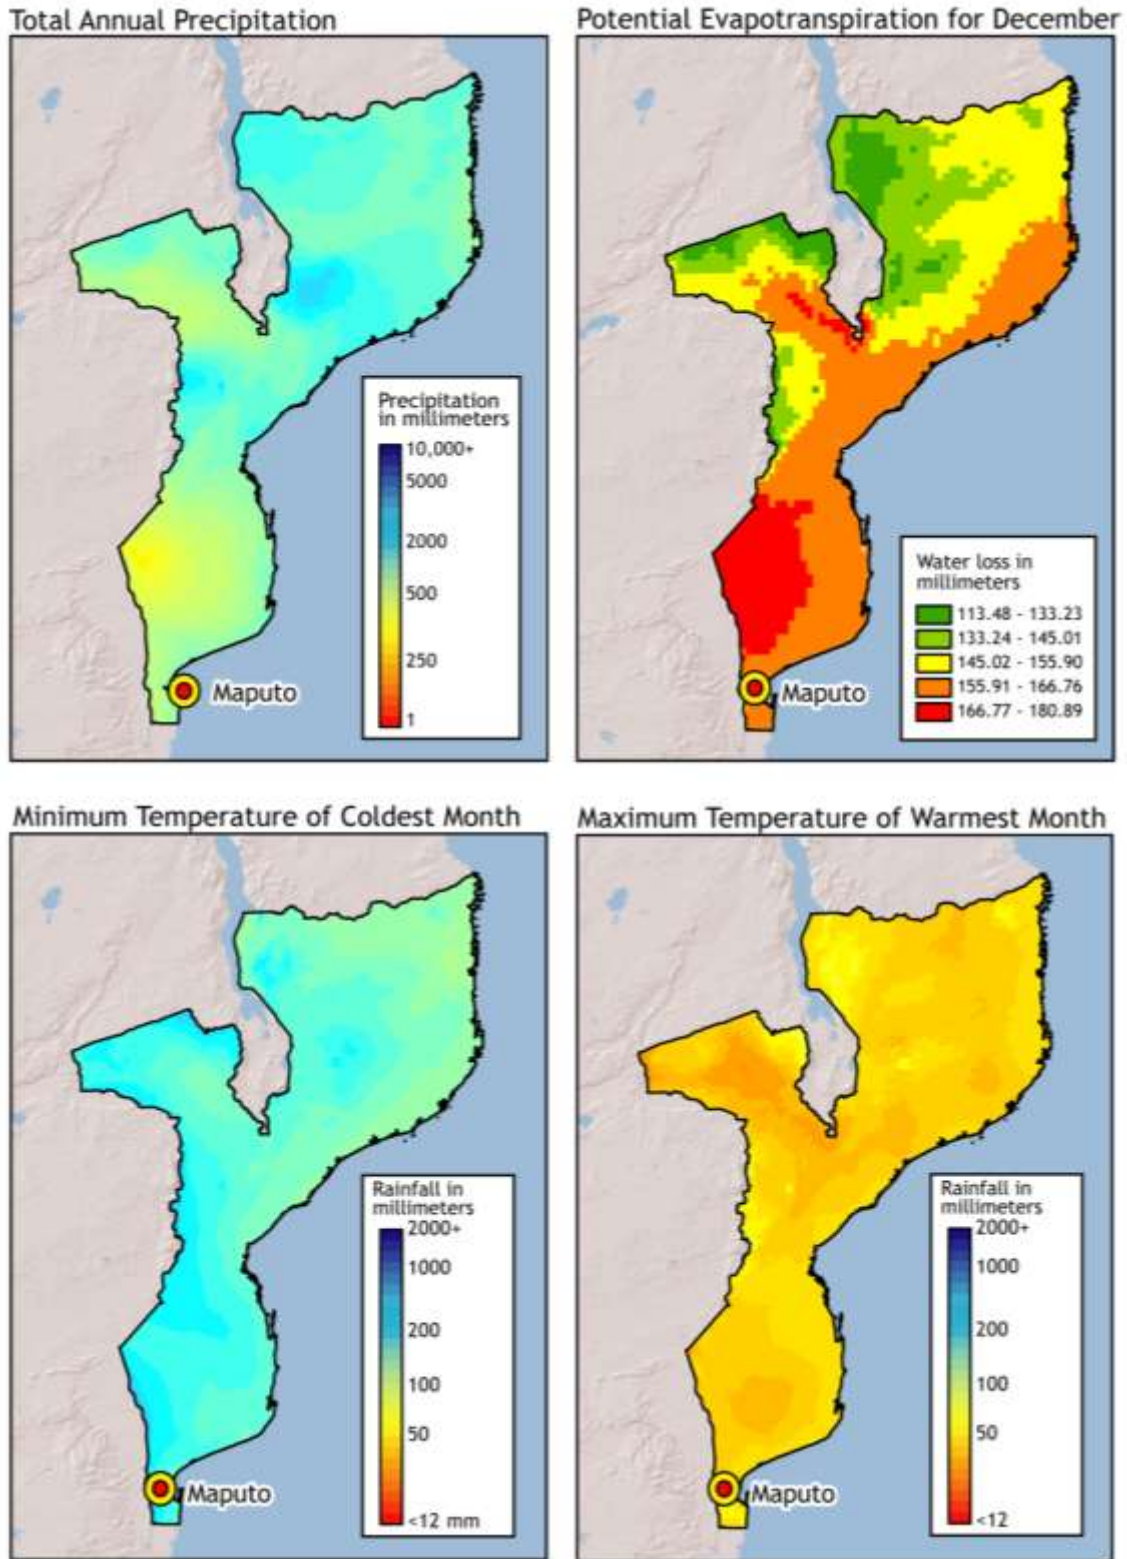 Total Annual Precipitation
Precipitation
in millimeters
10,000+
5000
2000
500
250
1
Maputo
Potential Evapotranspiration for December
Water loss in
millimeters
113.48 - 133.23
133.24 - 145.01
145.02 - 155.90
155.91 - 166.76
166.77 - 180.89
Maputo
Minimum Temperature of Coldest Month
Rainfall in
millimeters
2000+
1000
200
100
50
<12 mm
Maputo
Maximum Temperature of Warmest Month
Rainfall in
millimeters
2000+
1000
200
100
50
<12
Maputo